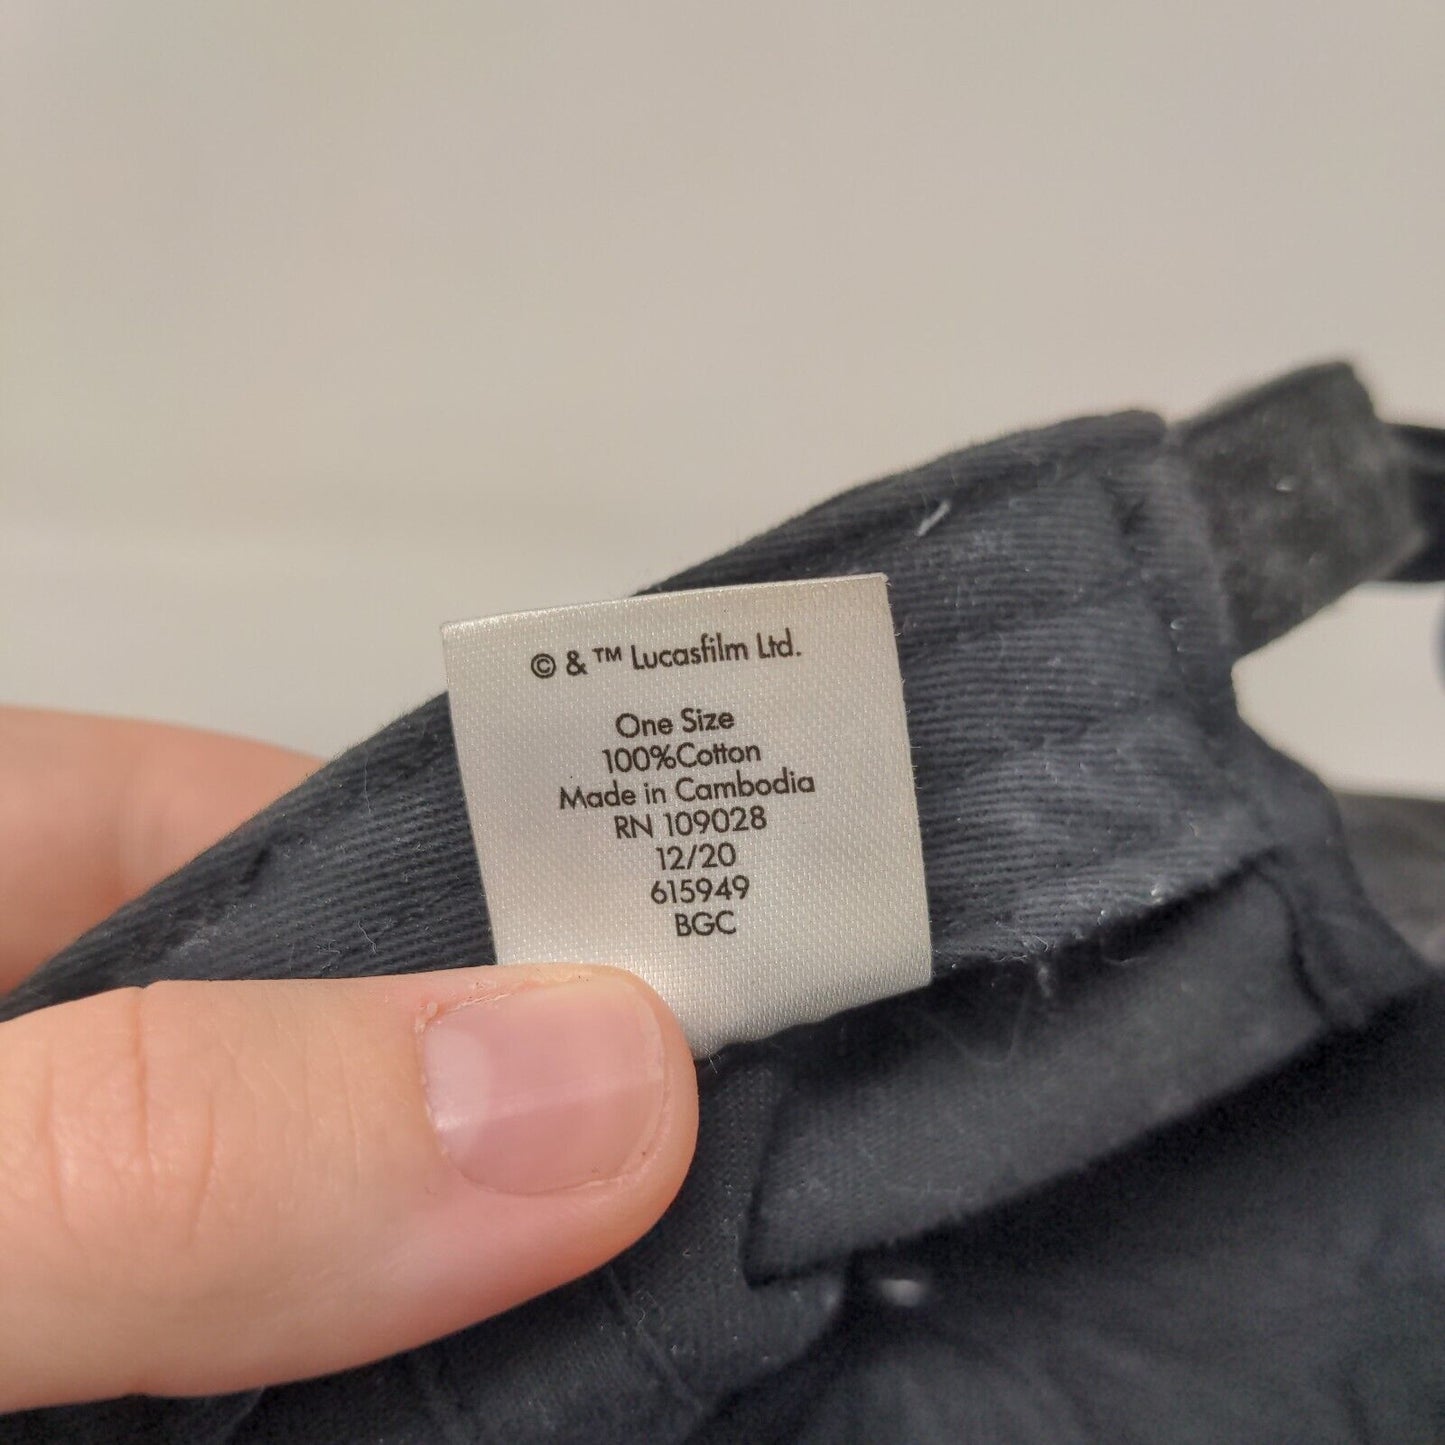 © & ™ Lucasfilm Ltd.
One Size
100%Cotton
Made in Cambodia
RN 109028
12/20
615949
BGC